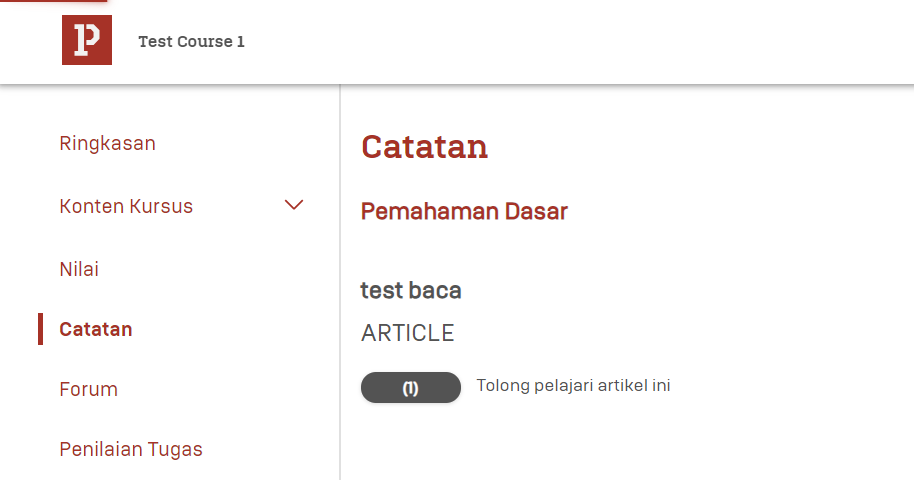 P
Test Course 1
Ringkasan
Konten Kursus
Nilai
Catatan
Forum
Penilaian Tugas
Catatan
Pemahaman Dasar
test baca
ARTICLE
(1) Tolong pelajari artikel ini